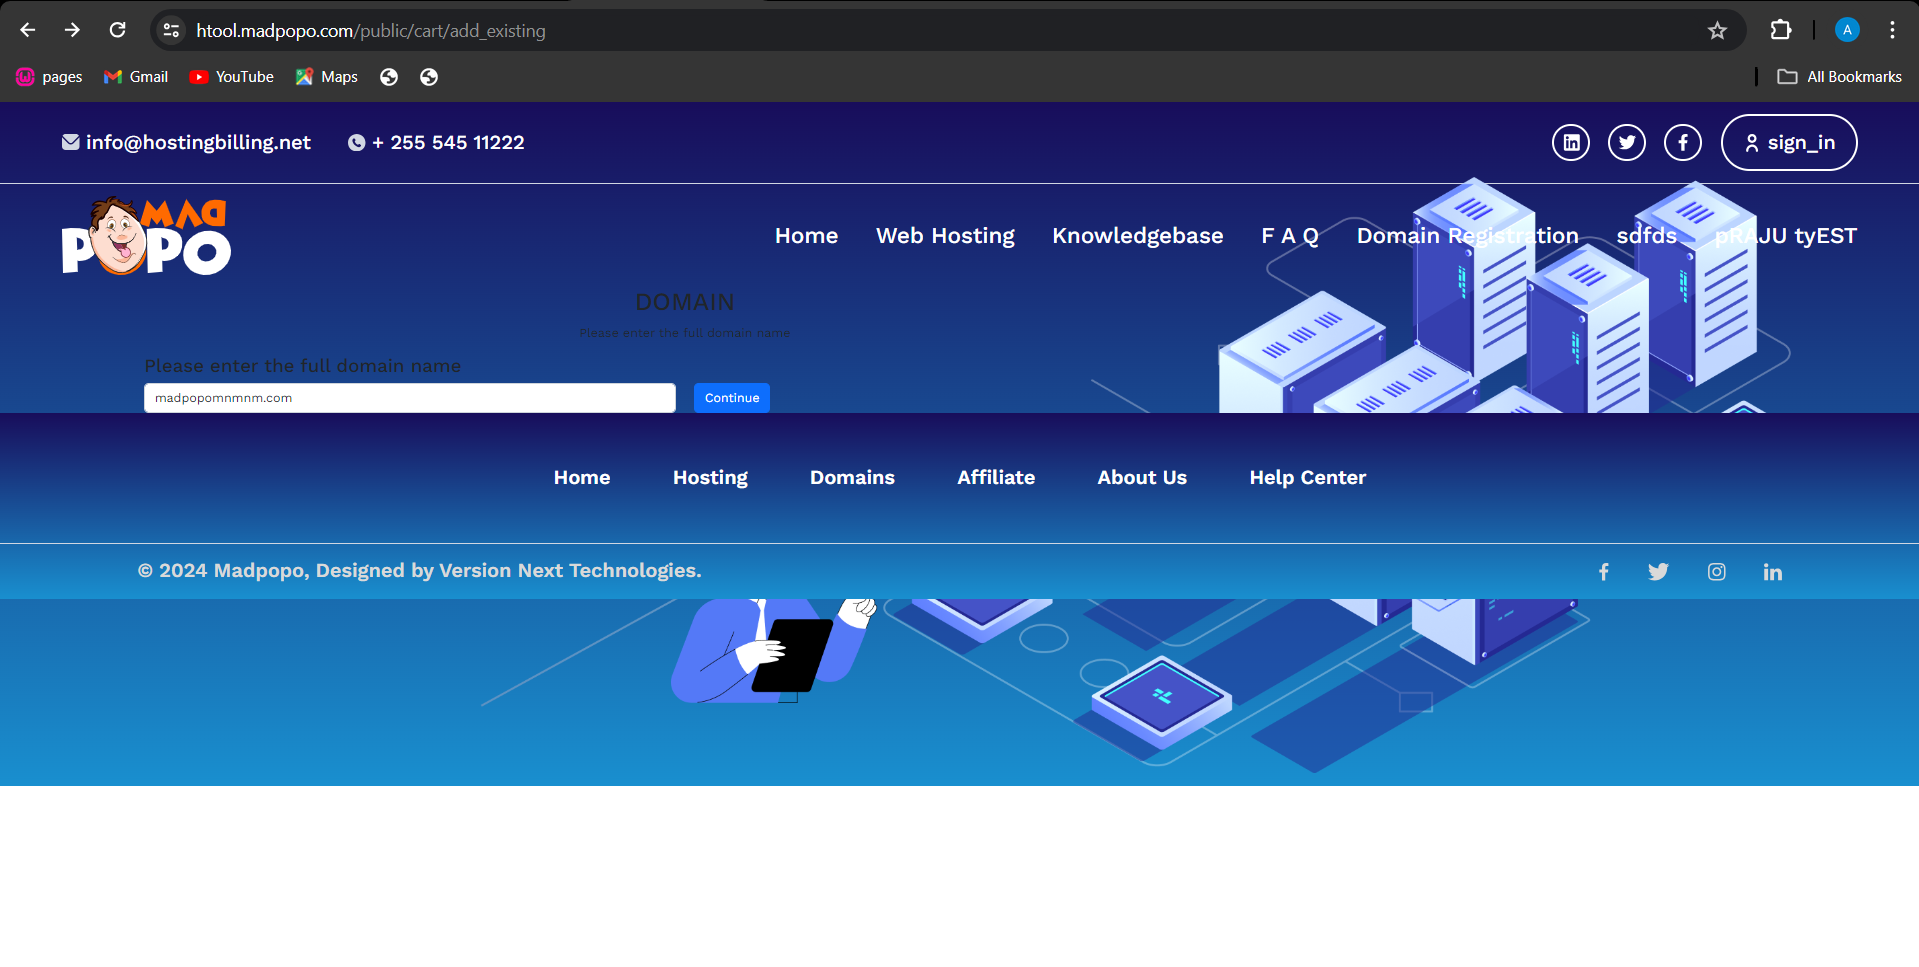 htool.madpopo.com/public/cart/add_existing
A
pages Gmail YouTube Maps All Bookmarks
info@hostingbilling.net + 255 545 11222 sign_in
MAD
POPO
Home Web Hosting Knowledgebase F A Q Domain Registration sdfds pRAJU tyEST
DOMAIN
Please enter the full domain name
Please enter the full domain name
madpopomnmnm.com Continue
Home Hosting Domains Affiliate About Us Help Center
© 2024 Madpopo, Designed by Version Next Technologies.